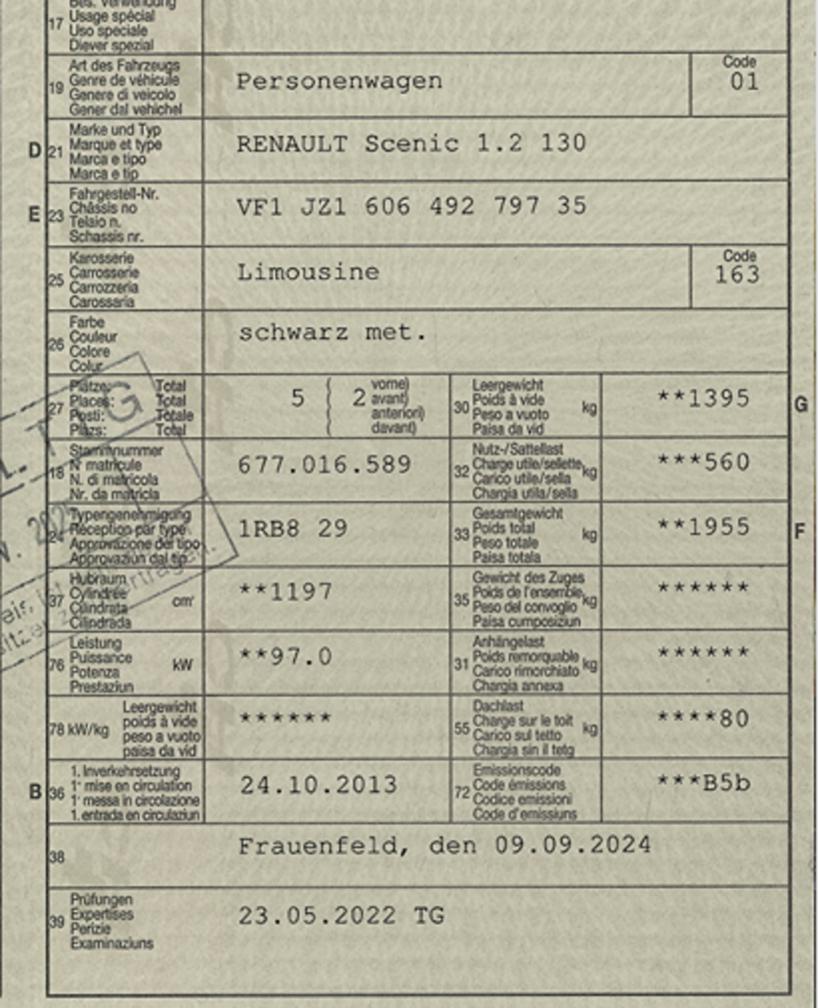 Bes. Verwendung
17 Usage spécial
Uso speciale
Diever spezial
Art des Fahrzeugs
19 Genre de véhicule
Genere di veicolo
Gener dal vehichel
Personenwagen
Code
01
Marke und Typ
D 21 Marque et type
Marca e tipo
Marca e tip
RENAULT Scenic 1.2 130
Fahrgestell-Nr.
E 23 Châssis no
Telaio n.
Schassis nr.
VF1 JZ1 606 492 797 35
Karosserie
25 Carrosserie
Carrozzeria
Carossaria
Limousine
Code
163
Farbe
26 Couleur
Colore
Colur
schwarz met.
Plätze: Total
27 Places: Total
Posti: Totale
Plazs: Total
5 ( 2 vorne)
( avant)
( anteriori)
( davant)
Leergewicht
30 Poids à vide kg
Peso a vuoto
Paisa da vid
**1395 G
Stammnummer
18 N° matricule
N. di matricola
Nr. da matricla
677.016.589
Nutz-/Sattellast
32 Charge utile/sellette kg
Carico utile/sella
Chargia utila/sella
***560
Typengenehmigung
24 Réception par type
Approvazione del tipo
Approvaziun dal tip
1RB8 29
Gesamtgewicht
33 Poids total kg
Peso totale
Paisa totala
**1955 F
Hubraum
37 Cylindrée cm³
Cilindrata
Cilindrada
**1197
Gewicht des Zuges
35 Poids de l'ensemble kg
Peso del convoglio
Paisa cumposiziun
******
Leistung
76 Puissance kW
Potenza
Prestaziun
**97.0
Anhängelast
31 Poids remorquable kg
Carico rimorchiato
Chargia annexa
******
Leergewicht
78 kW/kg poids à vide
peso a vuoto
paisa da vid
******
Dachlast
55 Charge sur le toit kg
Carico sul tetto
Chargia sin il tetg
****80
1. Inverkehrsetzung
B 36 1ʳᵉ mise en circulation
1ᵃ messa in circolazione
1. entrada en circulaziun
24.10.2013
Emissionscode
72 Code émissions
Codice emissioni
Code d'emissiuns
***B5b
38 Frauenfeld, den 09.09.2024
Prüfungen
39 Expertises
Perizie
Examinaziuns
23.05.2022 TG